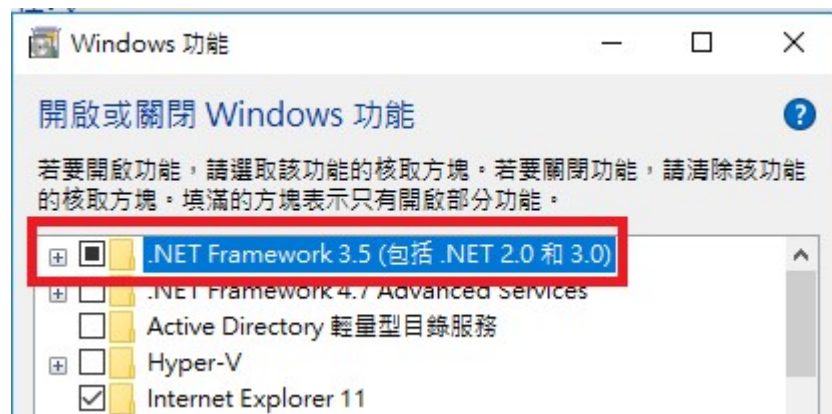 Windows 功能
開啟或關閉 Windows 功能
若要開啟功能，請選取該功能的核取方塊。若要關閉功能，請清除該功能
的核取方塊。填滿的方塊表示只有開啟部分功能。
.NET Framework 3.5 (包括 .NET 2.0 和 3.0)
.NET Framework 4.7 Advanced Services
Active Directory 輕量型目錄服務
Hyper-V
Internet Explorer 11